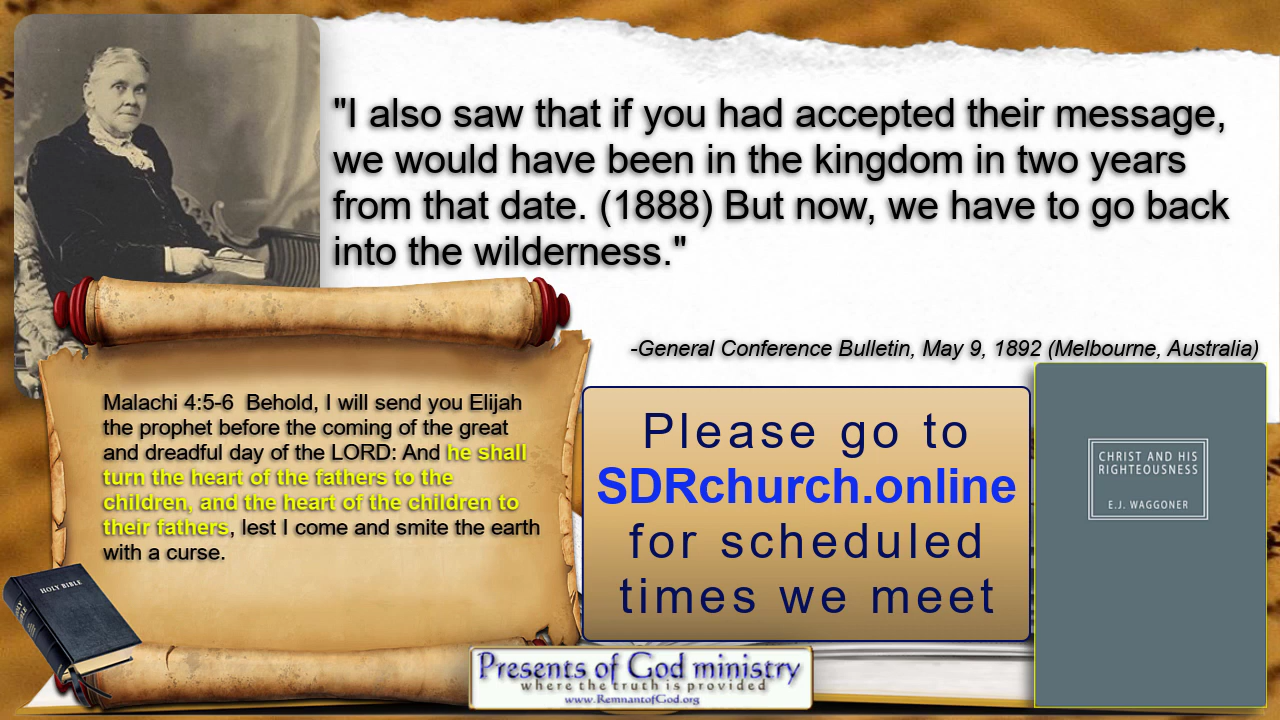 "I also saw that if you had accepted their message,
we would have been in the kingdom in two years
from that date. (1888) But now, we have to go back
into the wilderness."
-General Conference Bulletin, May 9, 1892 (Melbourne, Australia)
Malachi 4:5-6  Behold, I will send you Elijah
the prophet before the coming of the great
and dreadful day of the LORD: And he shall
turn the heart of the fathers to the
children, and the heart of the children to
their fathers, lest I come and smite the earth
with a curse.
Please go to
SDRchurch.online
for scheduled
times we meet
CHRIST AND HIS
RIGHTEOUSNESS
E.J. WAGGONER
HOLY BIBLE
Presents of God ministry
where the truth is provided
www.RemnantofGod.org